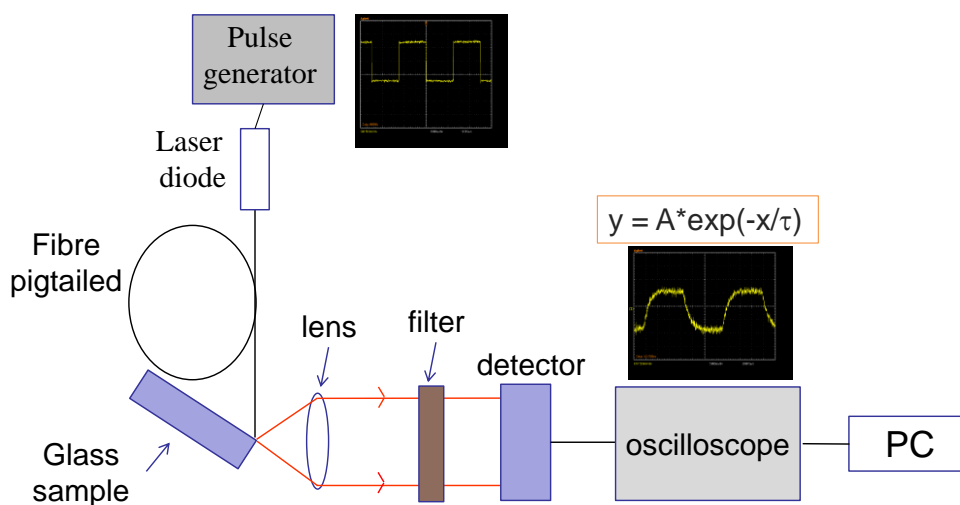 Pulse
generator
Laser
diode
Fibre
pigtailed
y = A*exp(-x/τ)
lens
filter
detector
Glass
sample
oscilloscope
PC